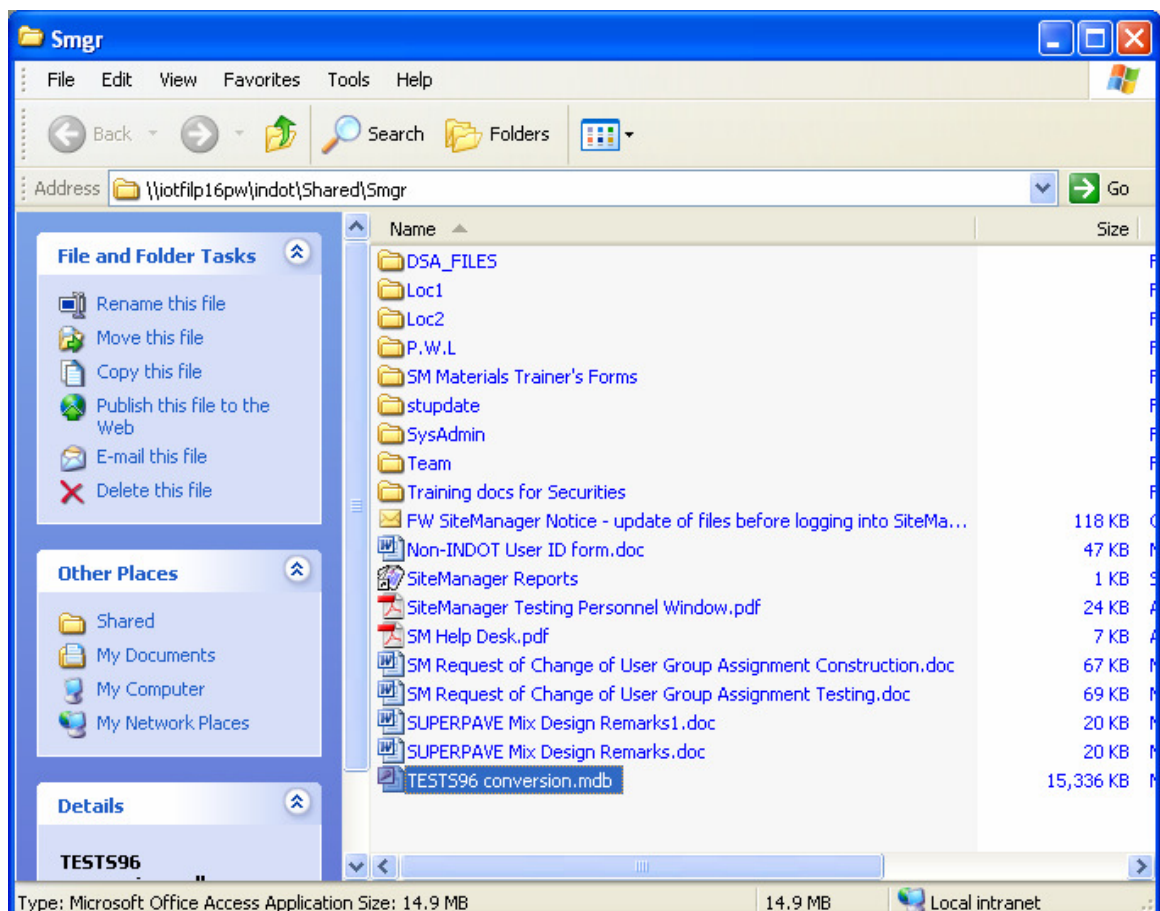 Smgr
File Edit View Favorites Tools Help
Back Search Folders
Address \\iotfilp16pw\indot\Shared\Smgr Go
File and Folder Tasks
Rename this file
Move this file
Copy this file
Publish this file to the
Web
E-mail this file
Delete this file
Other Places
Shared
My Documents
My Computer
My Network Places
Details
TESTS96
Name Size
DSA_FILES
Loc1
Loc2
P.W.L
SM Materials Trainer's Forms
stupdate
SysAdmin
Team
Training docs for Securities
FW SiteManager Notice - update of files before logging into SiteMa... 118 KB
Non-INDOT User ID form.doc 47 KB
SiteManager Reports 1 KB
SiteManager Testing Personnel Window.pdf 24 KB
SM Help Desk.pdf 7 KB
SM Request of Change of User Group Assignment Construction.doc 67 KB
SM Request of Change of User Group Assignment Testing.doc 69 KB
SUPERPAVE Mix Design Remarks1.doc 20 KB
SUPERPAVE Mix Design Remarks.doc 20 KB
TESTS96 conversion.mdb 15,336 KB
Type: Microsoft Office Access Application Size: 14.9 MB 14.9 MB Local intranet